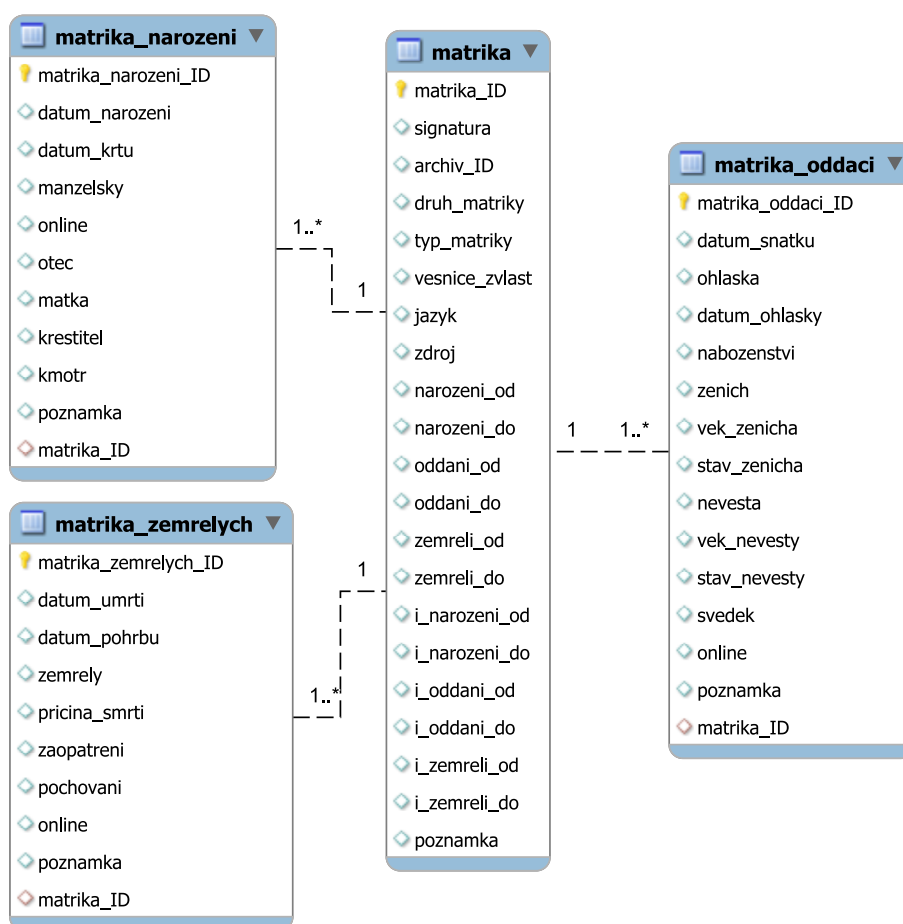 matrika_narozeni
matrika_narozeni_ID
datum_narozeni
datum_krtu
manzelsky
online
otec
matka
krestitel
kmotr
poznamka
matrika_ID
1..*
1
matrika_zemrelych
matrika_zemrelych_ID
datum_umrti
datum_pohrbu
zemrely
pricina_smrti
zaopatreni
pochovani
online
poznamka
matrika_ID
1..*
1
matrika
matrika_ID
signatura
archiv_ID
druh_matriky
typ_matriky
vesnice_zvlast
jazyk
zdroj
narozeni_od
narozeni_do
oddani_od
oddani_do
zemreli_od
zemreli_do
i_narozeni_od
i_narozeni_do
i_oddani_od
i_oddani_do
i_zemreli_od
i_zemreli_do
poznamka
1
1..*
matrika_oddaci
matrika_oddaci_ID
datum_snatku
ohlaska
datum_ohlasky
nabozenstvi
zenich
vek_zenicha
stav_zenicha
nevesta
vek_nevesty
stav_nevesty
svedek
online
poznamka
matrika_ID